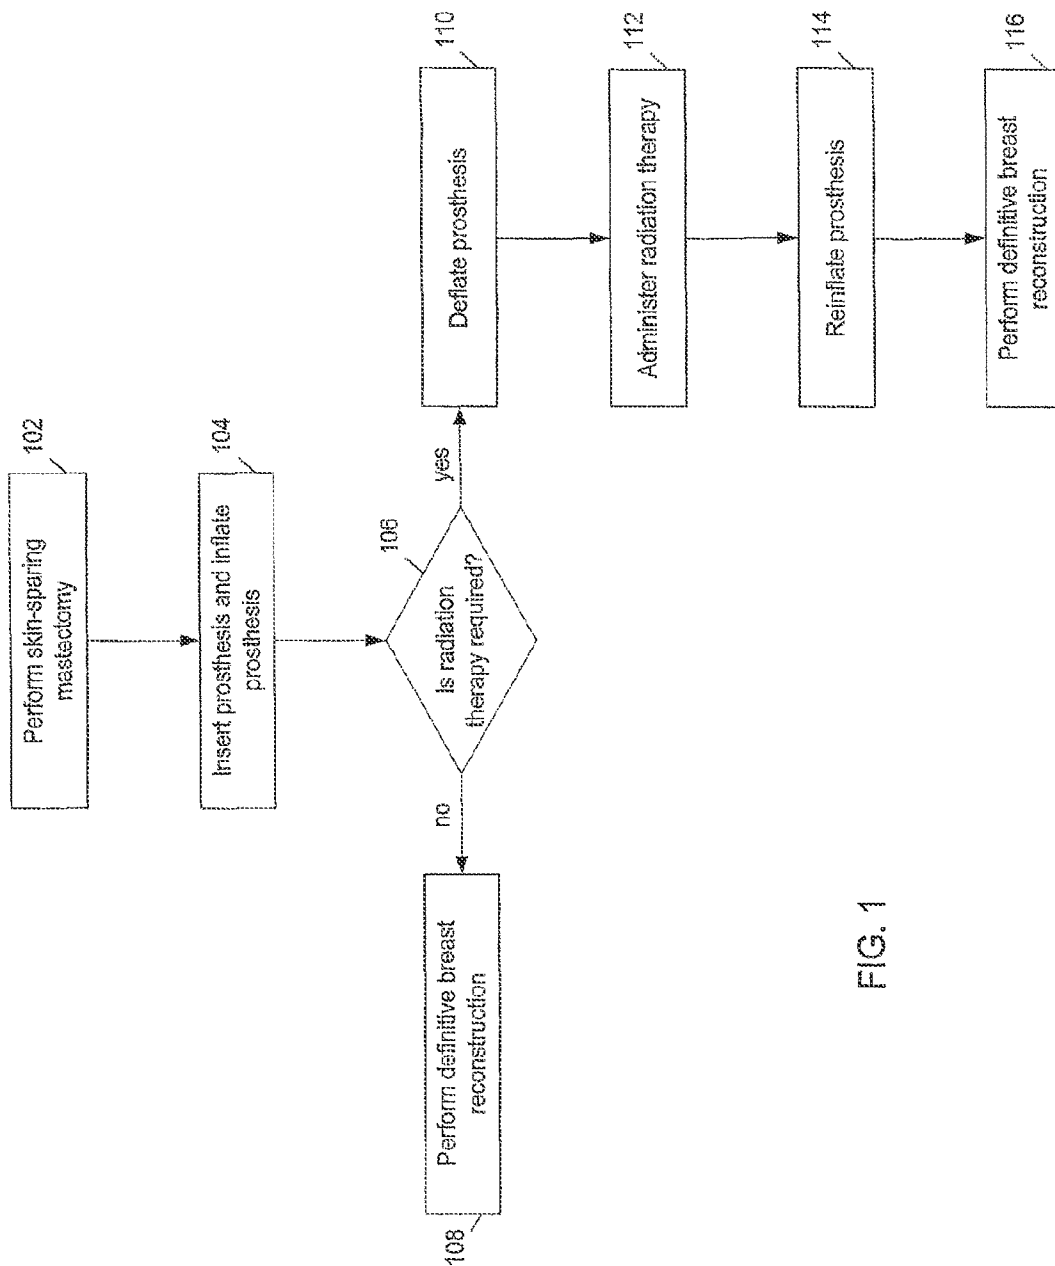 102
Perform skin-sparing
mastectomy
104
Insert prosthesis and inflate
prosthesis
106
Is radiation
therapy required?
no
yes
108
Perform definitive breast
reconstruction
110
Deflate prosthesis
112
Administer radiation therapy
114
Reinflate prosthesis
116
Perform definitive breast
reconstruction
FIG. 1